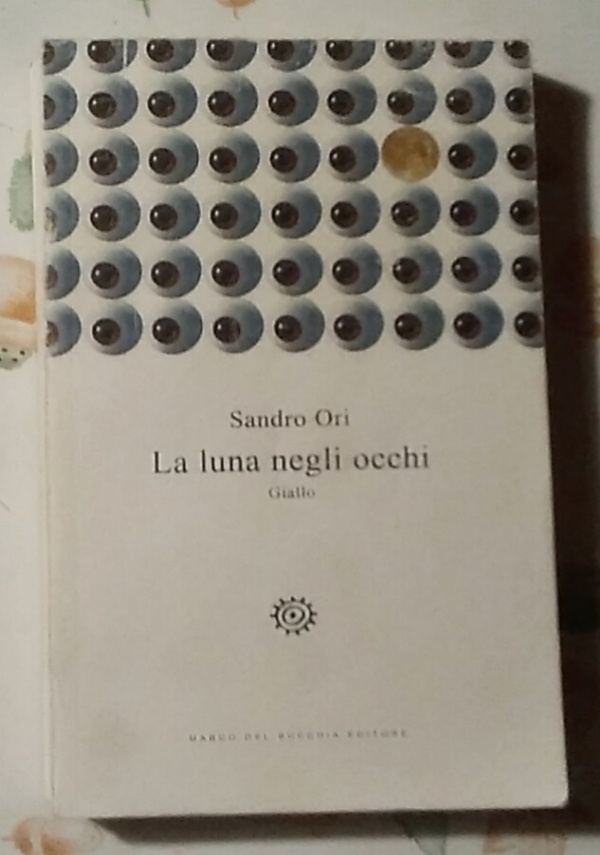 Sandro Ori
La luna negli occhi
Giallo
MARCO DEL BUCCHIA EDITORE